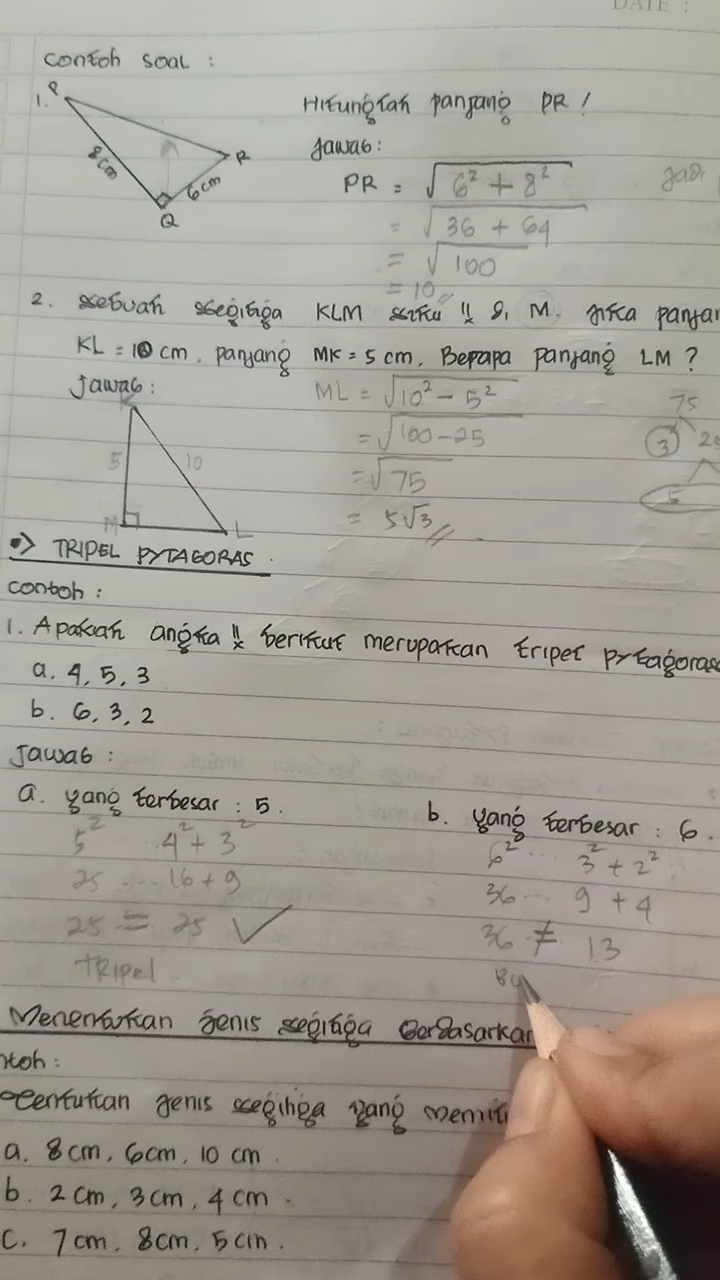 DATE :
Contoh soal :
1. P
8 cm
R
6 cm
Q
Hitunglah panjang PR !
Jawab :
PR = √6² + 8²
= √36 + 64
= √100
= 10
2. Sebuah segitiga KLM siku" di M. Jika panjan
KL = 10 cm, panjang MK = 5 cm. Berapa panjang LM ?
Jawab :
K
5
10
M
L
ML = √10² - 5²
= √100 - 25
= √75
= 5√3
75
3
5
=> TRIPEL PYTAGORAS
Contoh :
1. Apakah angka" berikut merupakan tripel pytagoras
a. 4, 5, 3
b. 6, 3, 2
Jawab :
a. yang terbesar : 5.
5² ... 4² + 3²
25 ... 16 + 9
25 = 25 ✓
TRIPel
b. yang terbesar : 6.
6² ... 3² + 2²
36 ... 9 + 4
36 ≠ 13
Bu
Menentukan jenis segitiga berdasarkan
ntoh :
Tentukan jenis segitiga yang memili
a. 8 cm, 6 cm, 10 cm.
b. 2 cm, 3 cm, 4 cm.
c. 7 cm, 8 cm, 5 cm.